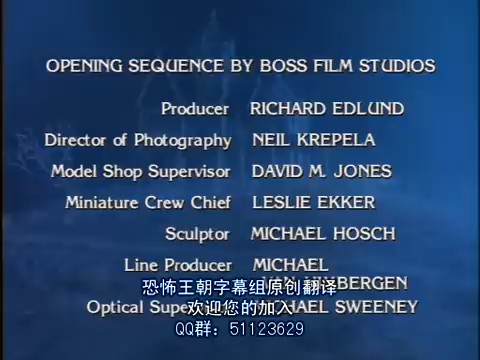 OPENING SEQUENCE BY BOSS FILM STUDIOS
Producer RICHARD EDLUND
Director of Photography NEIL KREPELA
Model Shop Supervisor DAVID M. JONES
Miniature Crew Chief LESLIE EKKER
Sculptor MICHAEL HOSCH
Line Producer MICHAEL
恐怖王朝字幕组原创翻译
Optical SWEENEY
欢迎您的加入
QQ群：51123629